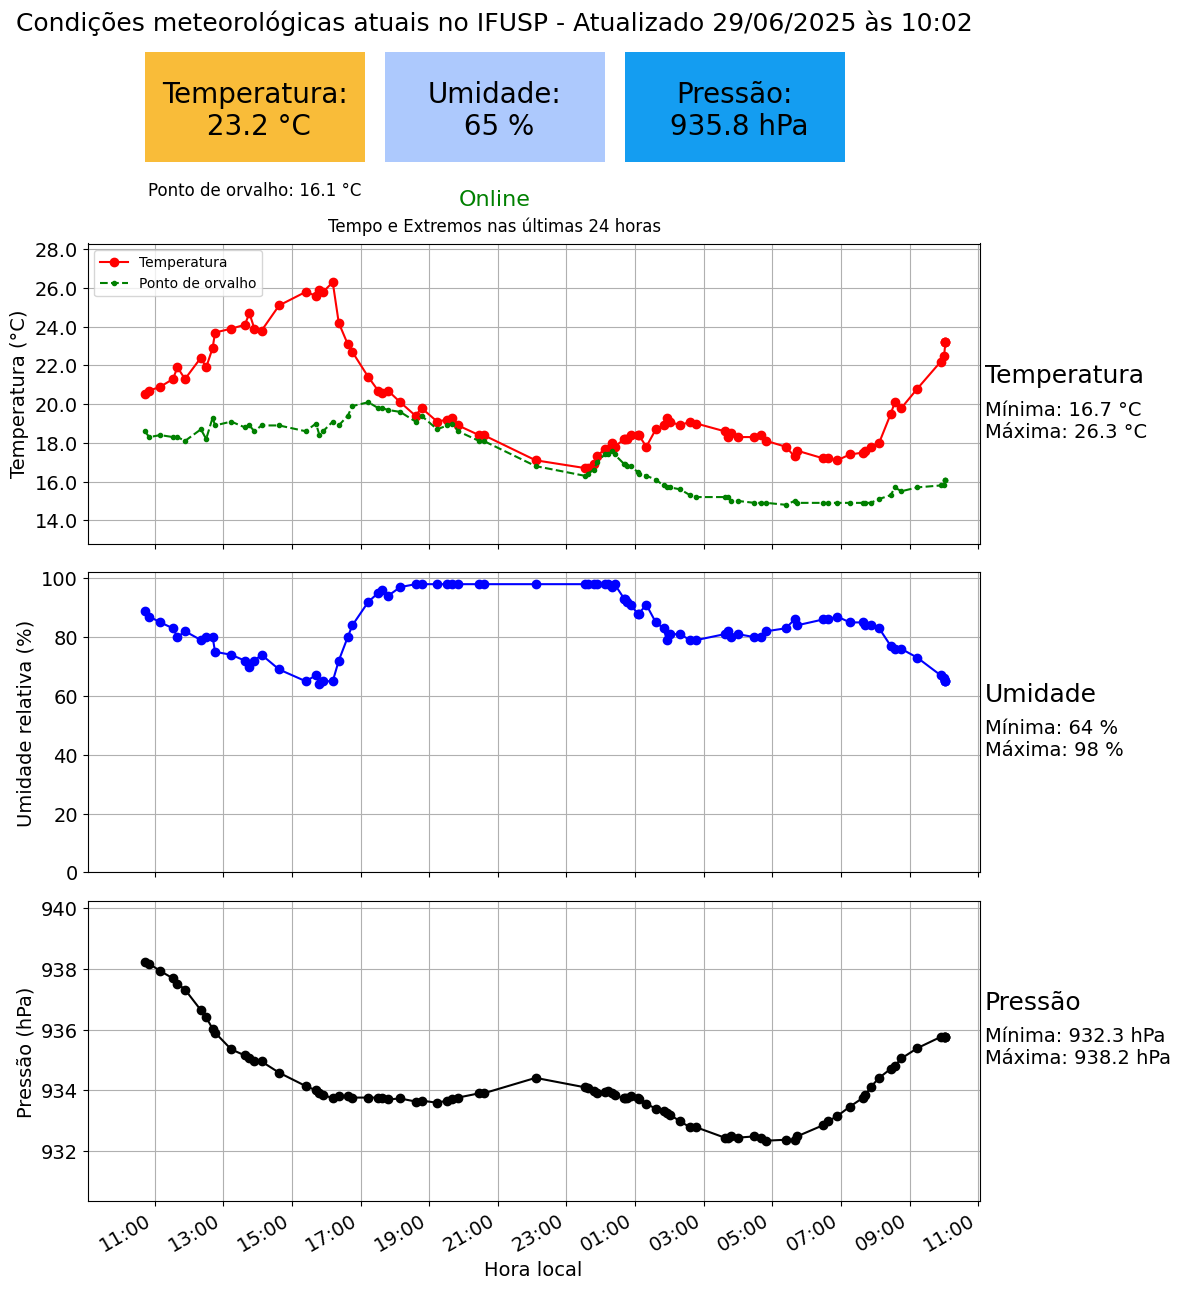 Condições meteorológicas atuais no IFUSP - Atualizado 29/06/2025 às 10:02
Temperatura:
23.2 °C
Umidade:
65 %
Pressão:
935.8 hPa
Ponto de orvalho: 16.1 °C
Online
Tempo e Extremos nas últimas 24 horas
Temperatura (°C)
28.0
26.0
24.0
22.0
20.0
18.0
16.0
14.0
Temperatura
Ponto de orvalho
Temperatura
Mínima: 16.7 °C
Máxima: 26.3 °C
Umidade relativa (%)
100
80
60
40
20
0
Umidade
Mínima: 64 %
Máxima: 98 %
Pressão (hPa)
940
938
936
934
932
Pressão
Mínima: 932.3 hPa
Máxima: 938.2 hPa
11:00
13:00
15:00
17:00
19:00
21:00
23:00
01:00
03:00
05:00
07:00
09:00
11:00
Hora local